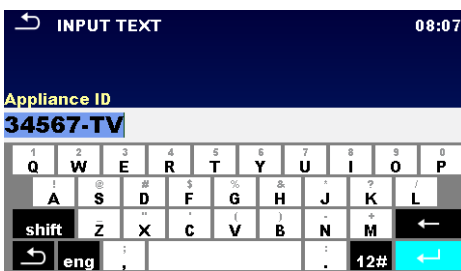 INPUT TEXT 08:07
Appliance ID
34567-TV
1 2 3 4 5 6 7 8 9 0
Q W E R T Y U I O P
! @ # $ % & * ? /
A S D F G H J K L
- " ' ( ) - +
shift Z X C V B N M
eng ; , : . 12#